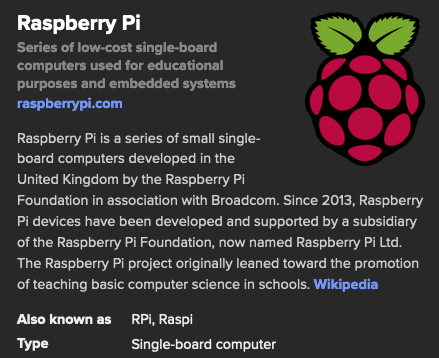 Raspberry Pi
Series of low-cost single-board
computers used for educational
purposes and embedded systems
raspberrypi.com
Raspberry Pi is a series of small single-
board computers developed in the
United Kingdom by the Raspberry Pi
Foundation in association with Broadcom. Since 2013, Raspberry
Pi devices have been developed and supported by a subsidiary
of the Raspberry Pi Foundation, now named Raspberry Pi Ltd.
The Raspberry Pi project originally leaned toward the promotion
of teaching basic computer science in schools. Wikipedia
Also known as RPi, Raspi
Type Single-board computer